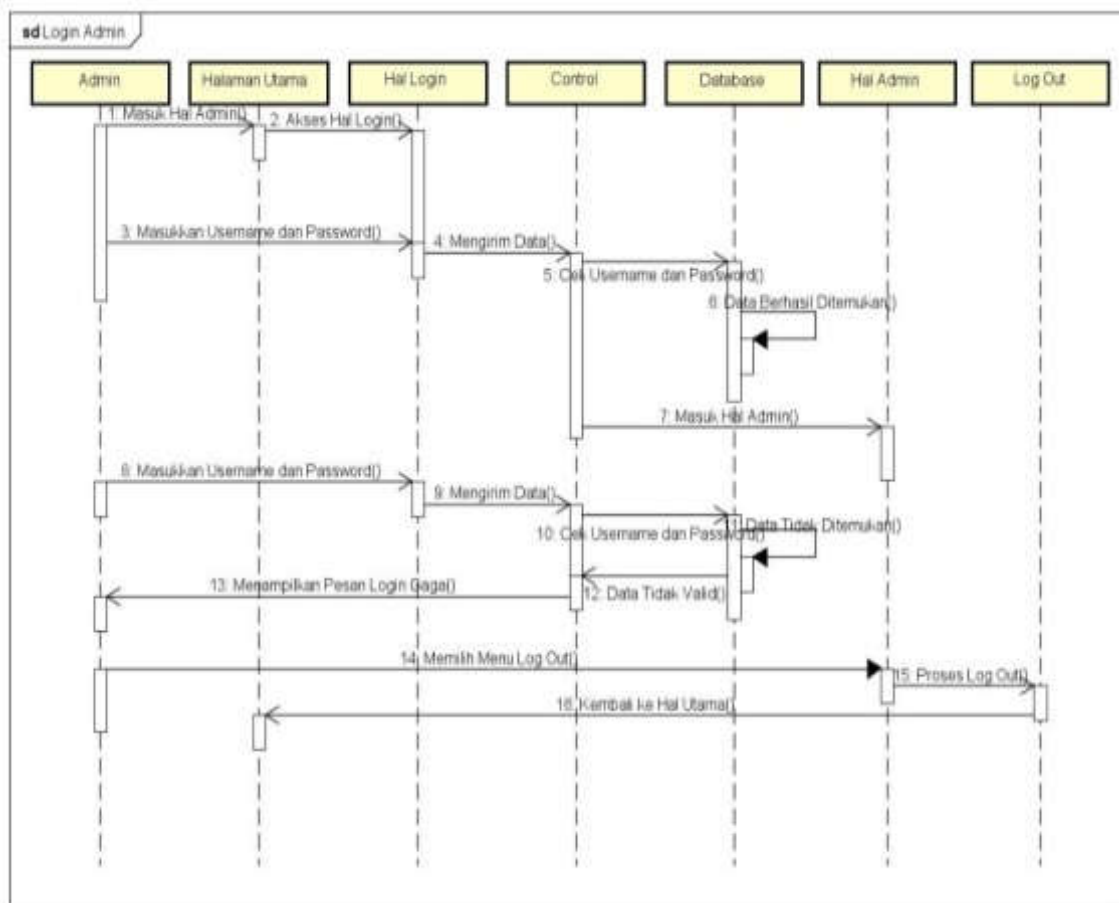 sd Login Admin
Admin
Halaman Utama
Hal Login
Control
Database
Hal Admin
Log Out
1: Masuk Hal Admin()
2: Akses Hal Login()
3: Masukkan Username dan Password()
4: Mengirim Data()
5: Cek Username dan Password()
6: Data Berhasil Ditemukan()
7: Masuk Hal Admin()
8: Masukkan Username dan Password()
9: Mengirim Data()
10: Cek Username dan Password()
11: Data Tidak Ditemukan()
12: Data Tidak Valid()
13: Menampilkan Pesan Login Gagal()
14: Memilih Menu Log Out()
15: Proses Log Out()
16: Kembali ke Hal Utama()